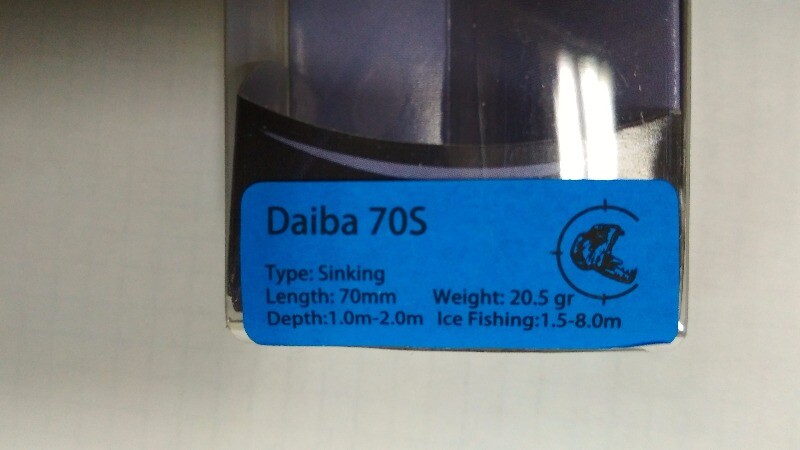 Daiba 70S
Type: Sinking
Length: 70mm Weight: 20.5 gr
Depth:1.0m-2.0m Ice Fishing:1.5-8.0m